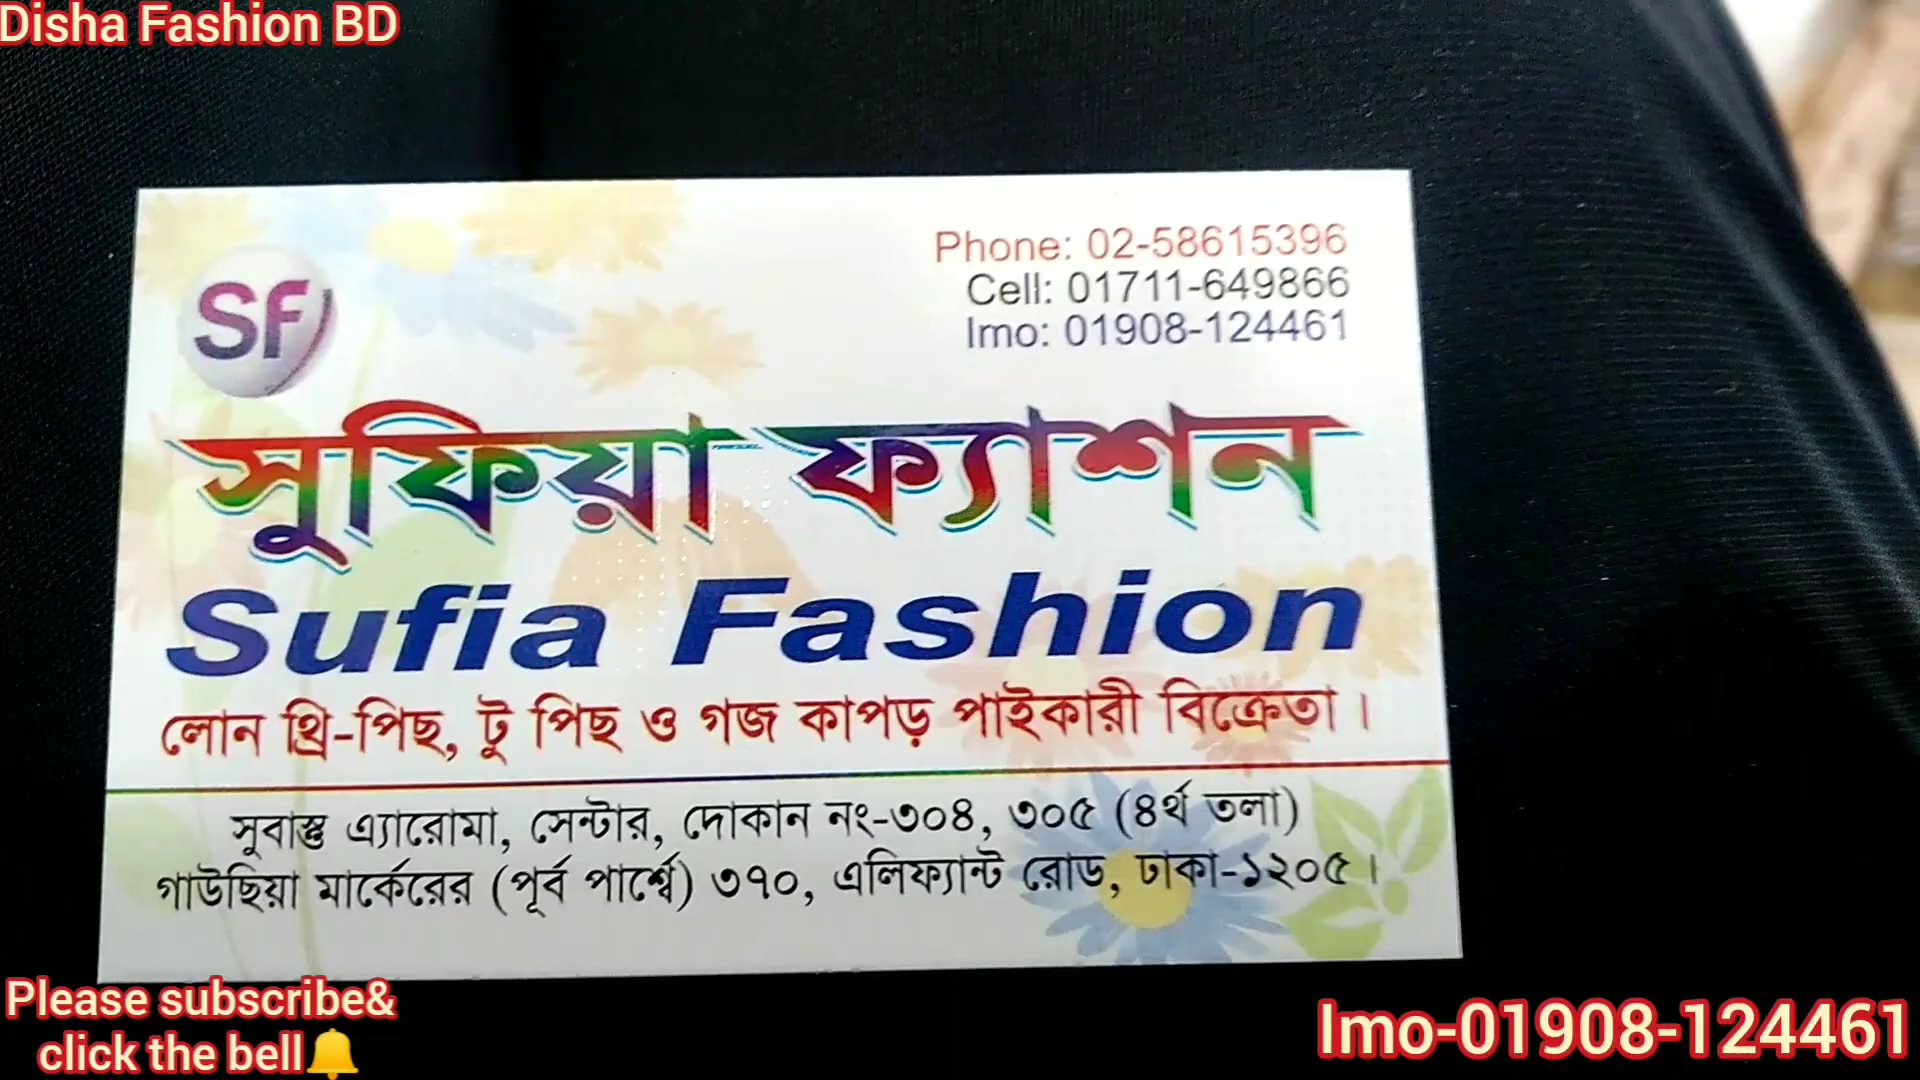 Disha Fashion BD
SF
Phone: 02-58615396
Cell: 01711-649866
Imo: 01908-124461
সুফিয়া ফ্যাশন
Sufia Fashion
লোন থ্রি-পিছ, টু পিছ ও গজ কাপড় পাইকারী বিক্রেতা।
সুবাস্তু এ্যারোমা, সেন্টার, দোকান নং-৩০৪, ৩০৫ (৪র্থ তলা)
গাউছিয়া মার্কেরের (পূর্ব পার্শ্বে) ৩৭০, এলিফ্যান্ট রোড, ঢাকা-১২০৫।
Please subscribe&
click the bell🔔
Imo-01908-124461